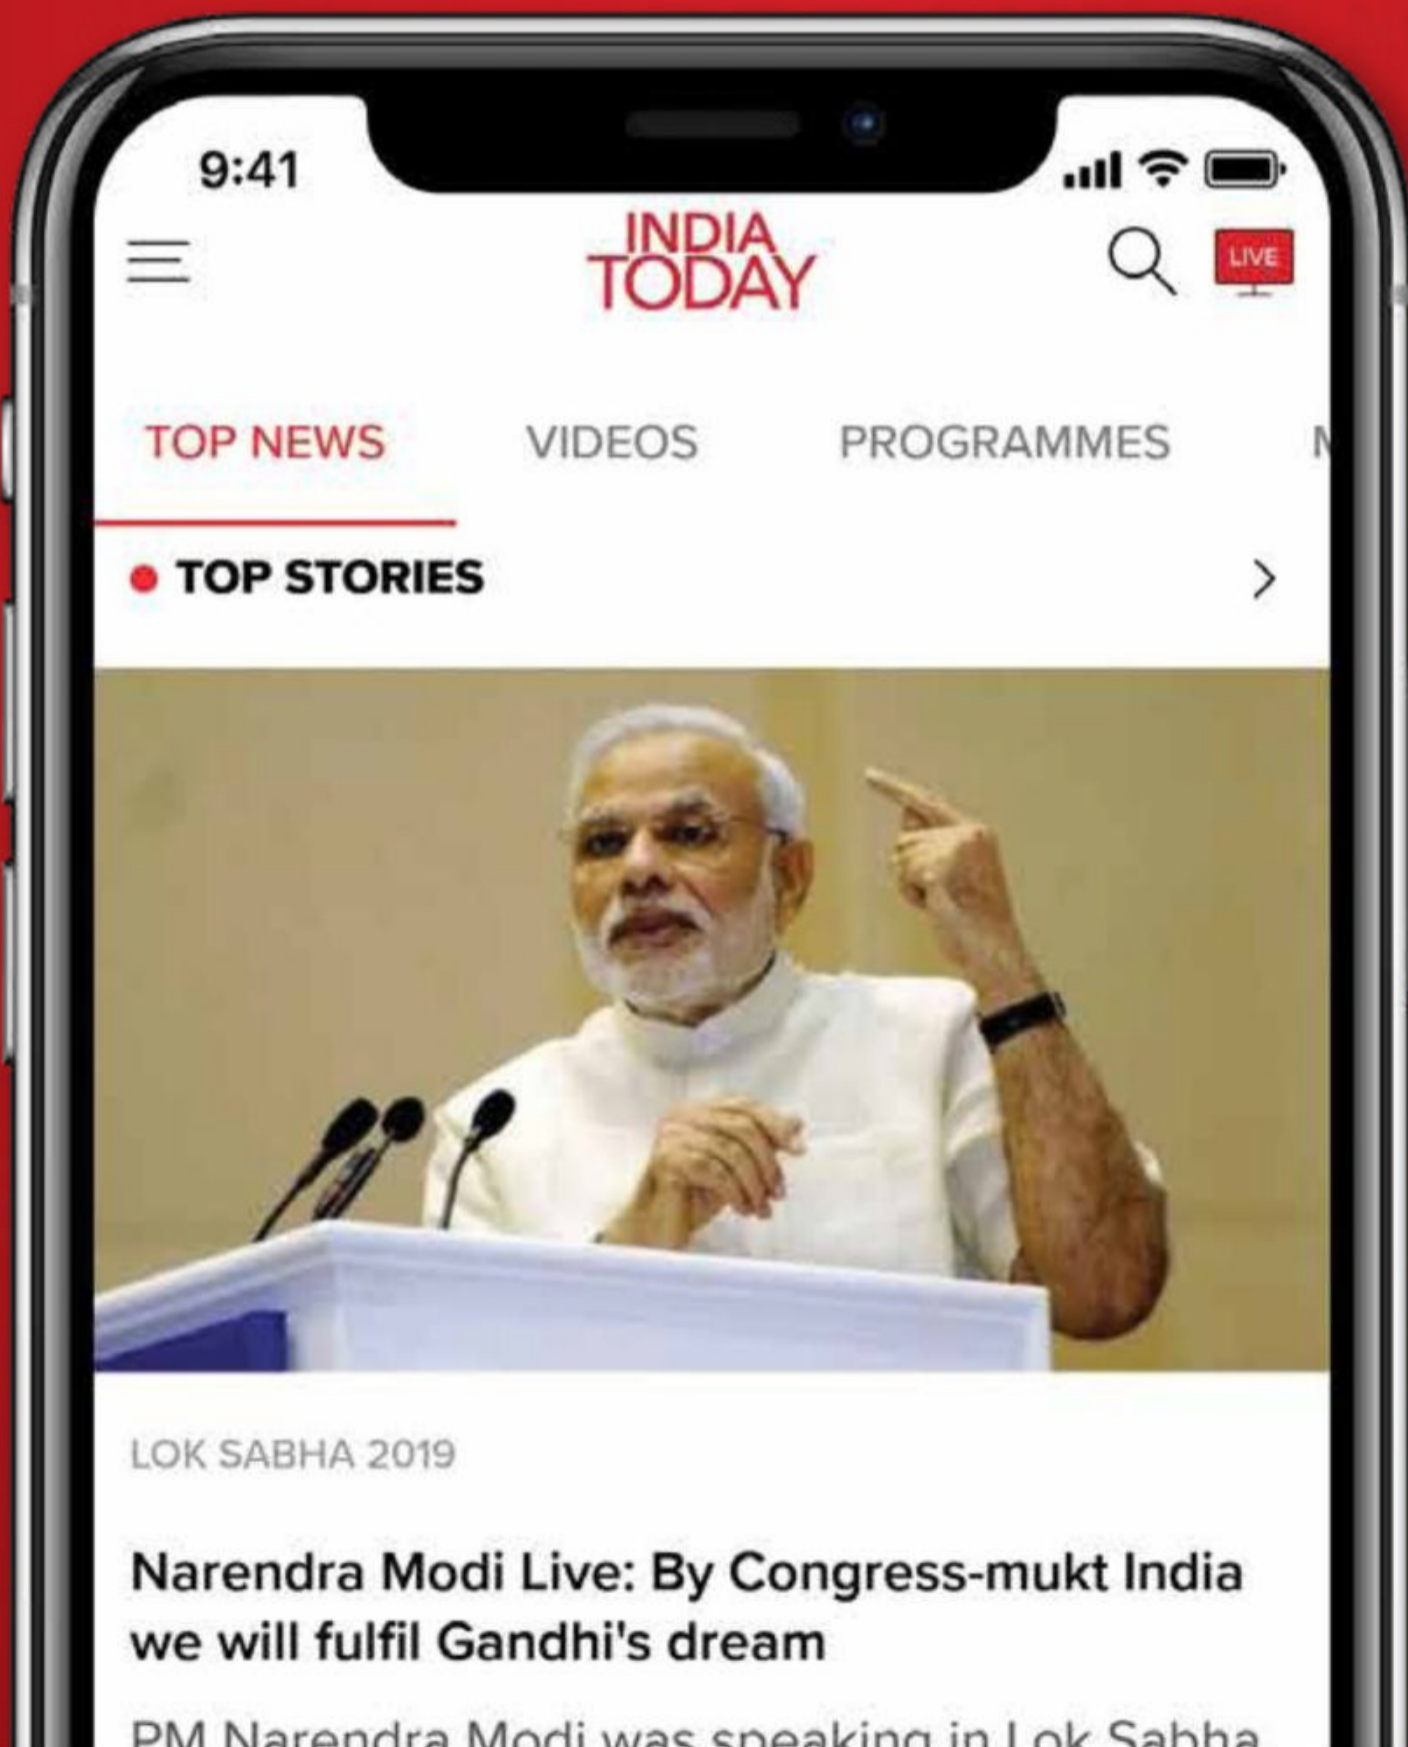 9:41
INDIA
TODAY
LIVE
TOP NEWS VIDEOS PROGRAMMES
TOP STORIES
LOK SABHA 2019
Narendra Modi Live: By Congress-mukt India
we will fulfil Gandhi's dream
PM Narendra Modi was speaking in Lok Sabha